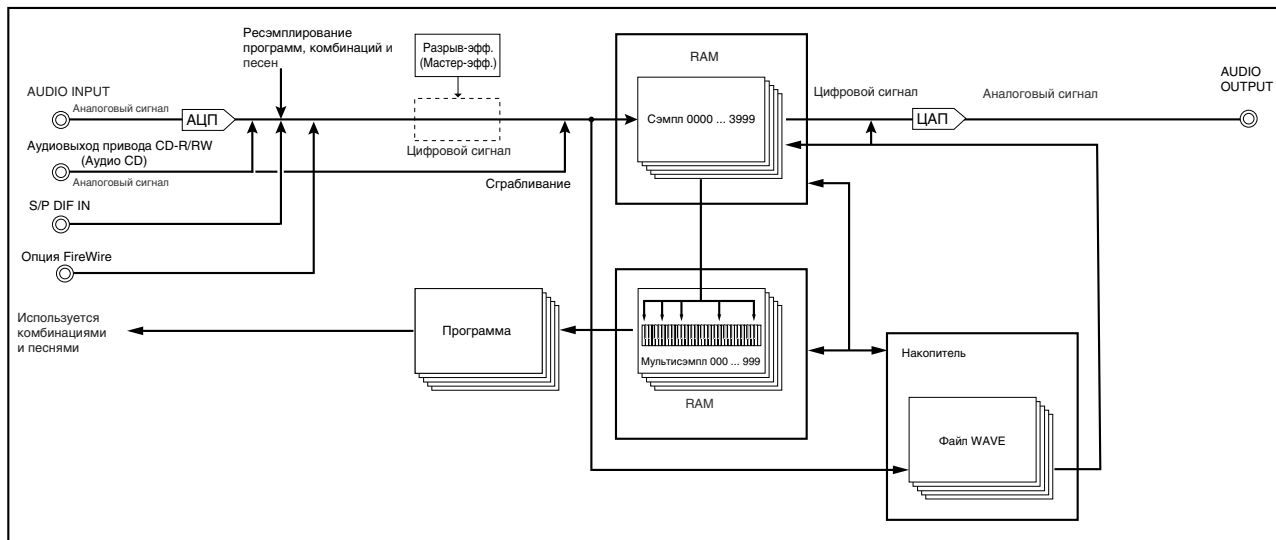 Ресэмплирование
программ, комбинаций и
песен
Разрыв-эфф.
(Мастер-эфф.)
RAM
AUDIO
OUTPUT
AUDIO INPUT
Аналоговый сигнал
АЦП
Сэмпл 0000 ... 3999
Цифровой сигнал
Аналоговый сигнал
ЦАП
Аудиовыход привода CD-R/RW
(Аудио CD)
Аналоговый сигнал
Цифровой сигнал
Сграбливание
S/P DIF IN
Опция FireWire
Используется
комбинациями
и песнями
Программа
Мультисэмпл 000 ... 999
RAM
Накопитель
Файл WAVE